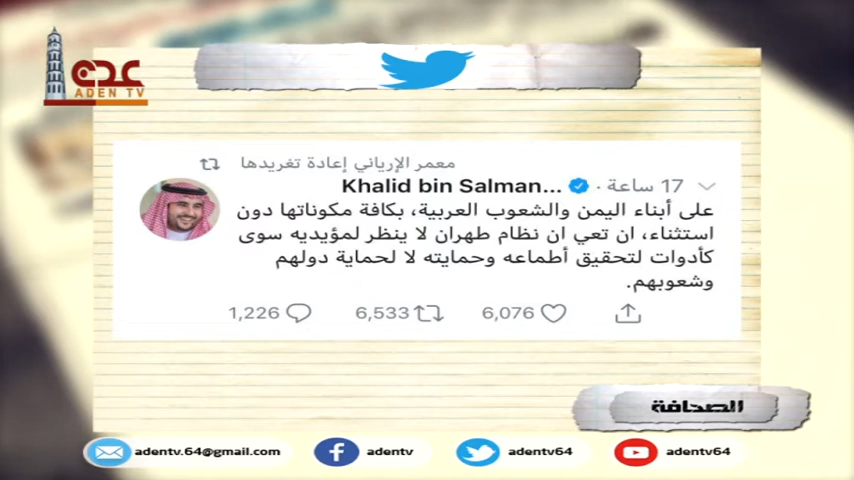 عدن
ADEN TV
معمر الإرياني إعادة تغريدها
Khalid bin Salman...
17 ساعة ·
على أبناء اليمن والشعوب العربية، بكافة مكوناتها دون
استثناء، ان تعي ان نظام طهران لا ينظر لمؤيديه سوى
كأدوات لتحقيق أطماعه وحمايته لا لحماية دولهم
وشعوبهم.
1,226 6,533 6,076
الصحافة
adentv.64@gmail.com adentv adentv64 adentv64